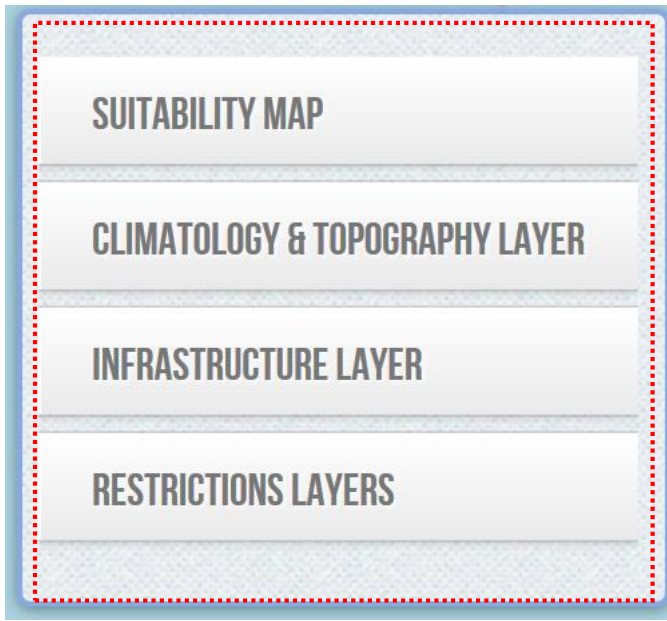 SUITABILITY MAP
CLIMATOLOGY & TOPOGRAPHY LAYER
INFRASTRUCTURE LAYER
RESTRICTIONS LAYERS